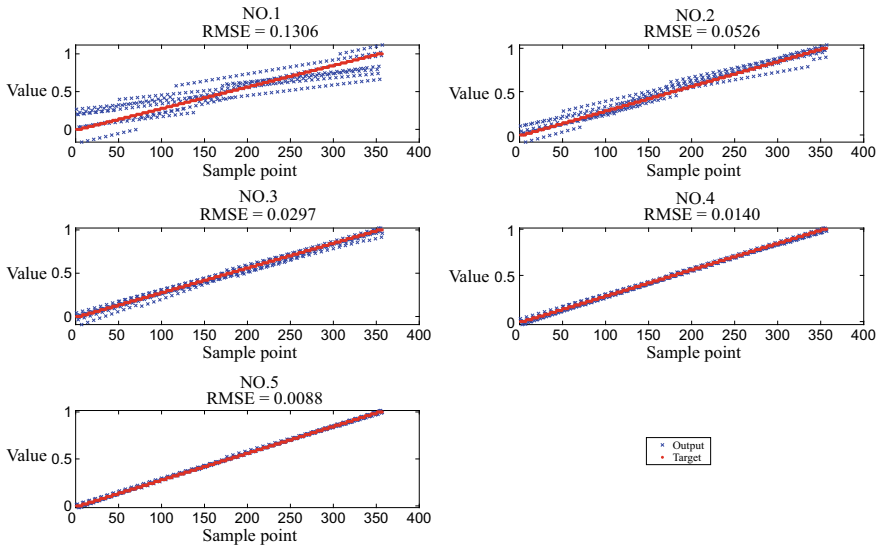 NO.1
RMSE = 0.1306
1
Value 0.5
0
0 50 100 150 200 250 300 350 400
Sample point
NO.2
RMSE = 0.0526
1
Value 0.5
0
0 50 100 150 200 250 300 350 400
Sample point
NO.3
RMSE = 0.0297
1
Value 0.5
0
0 50 100 150 200 250 300 350 400
Sample point
NO.4
RMSE = 0.0140
1
Value 0.5
0
0 50 100 150 200 250 300 350 400
Sample point
NO.5
RMSE = 0.0088
1
Value 0.5
0
0 50 100 150 200 250 300 350 400
Sample point
Output
Target